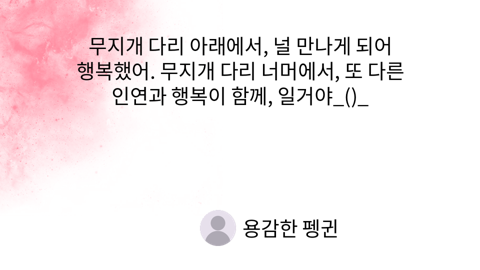 무지개 다리 아래에서, 널 만나게 되어
행복했어. 무지개 다리 너머에서, 또 다른
인연과 행복이 함께, 일거야_()_
용감한 펭귄